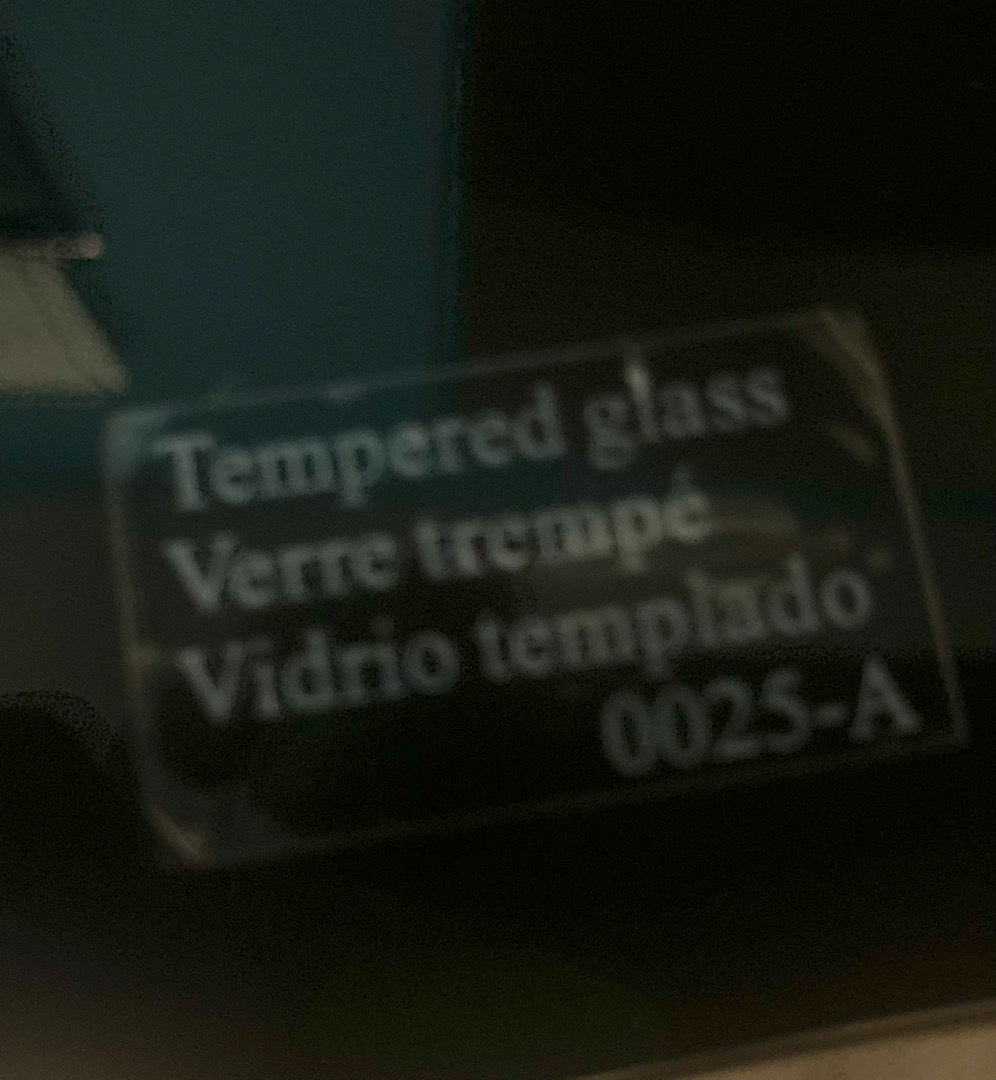 Tempered glass
Verre trempé
Vidrio templado
0025-A